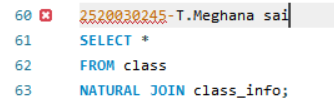 60 2520030245-T.Meghana sai
61 SELECT *
62 FROM class
63 NATURAL JOIN class_info;